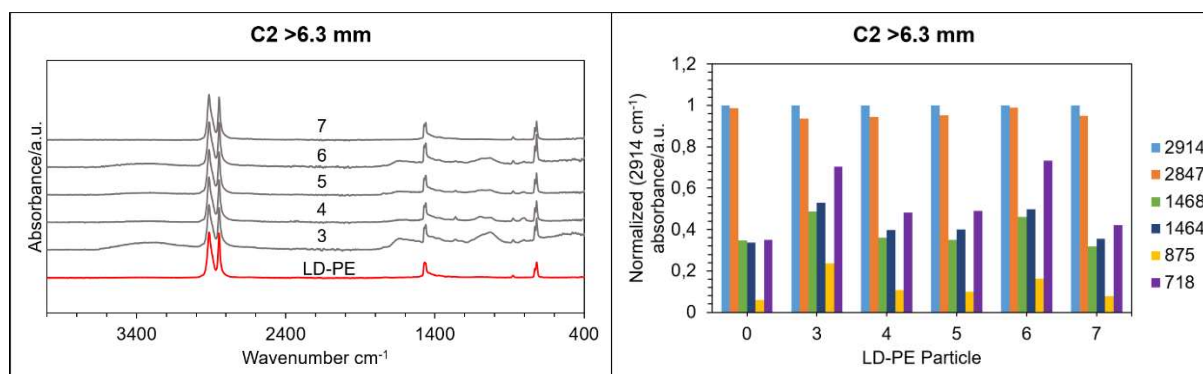 C2 >6.3 mm
Absorbance/a.u.
7
6
5
4
3
LD-PE
3400 2400 1400 400
Wavenumber cm⁻¹
C2 >6.3 mm
Normalized (2914 cm⁻¹)
absorbance/a.u.
1,2
1
0,8
0,6
0,4
0,2
0
0 3 4 5 6 7
LD-PE Particle
2914
2847
1468
1464
875
718